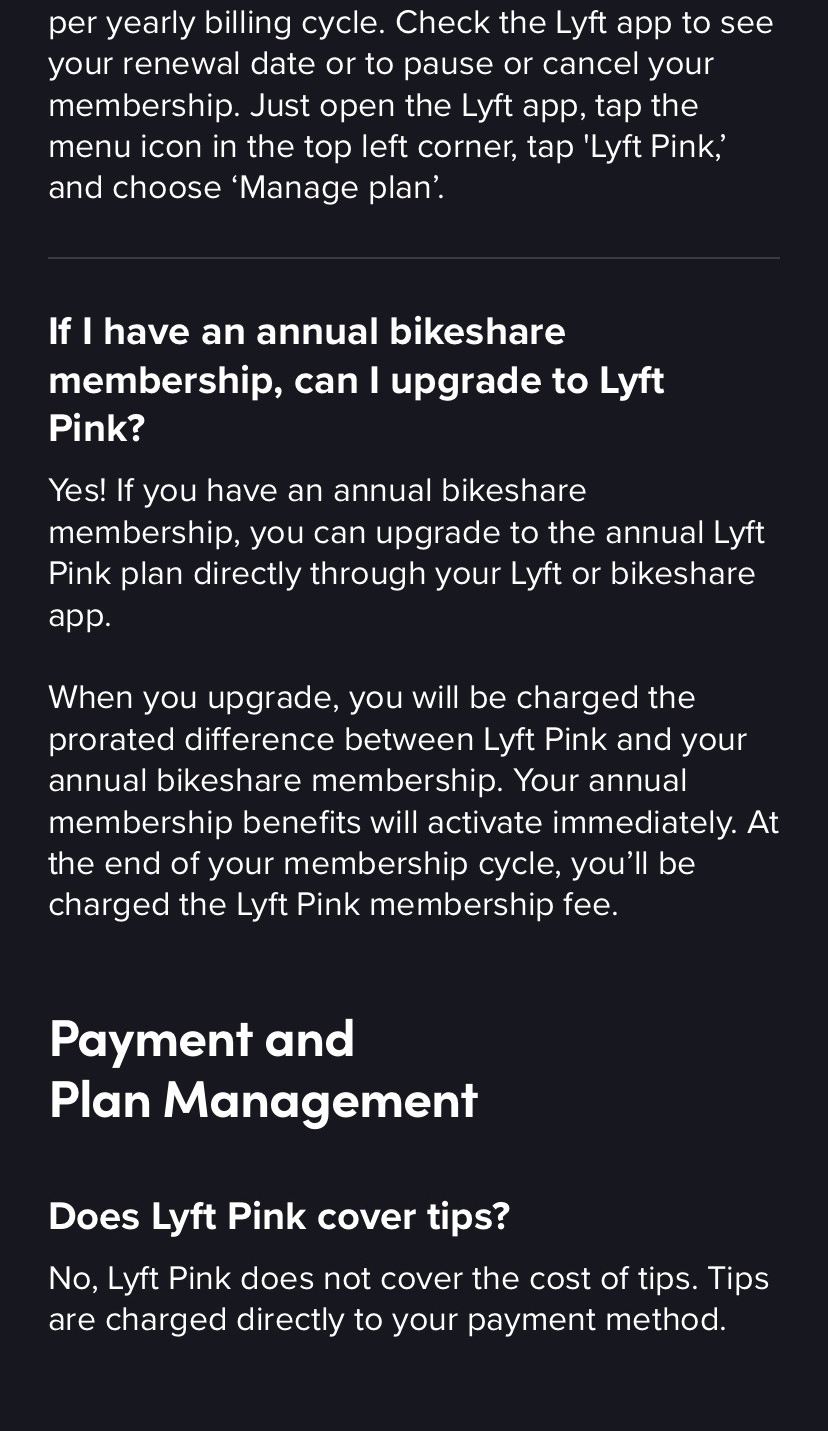 per yearly billing cycle. Check the Lyft app to see
your renewal date or to pause or cancel your
membership. Just open the Lyft app, tap the
menu icon in the top left corner, tap 'Lyft Pink,’
and choose ‘Manage plan’.
If I have an annual bikeshare
membership, can I upgrade to Lyft
Pink?
Yes! If you have an annual bikeshare
membership, you can upgrade to the annual Lyft
Pink plan directly through your Lyft or bikeshare
app.
When you upgrade, you will be charged the
prorated difference between Lyft Pink and your
annual bikeshare membership. Your annual
membership benefits will activate immediately. At
the end of your membership cycle, you’ll be
charged the Lyft Pink membership fee.
Payment and
Plan Management
Does Lyft Pink cover tips?
No, Lyft Pink does not cover the cost of tips. Tips
are charged directly to your payment method.